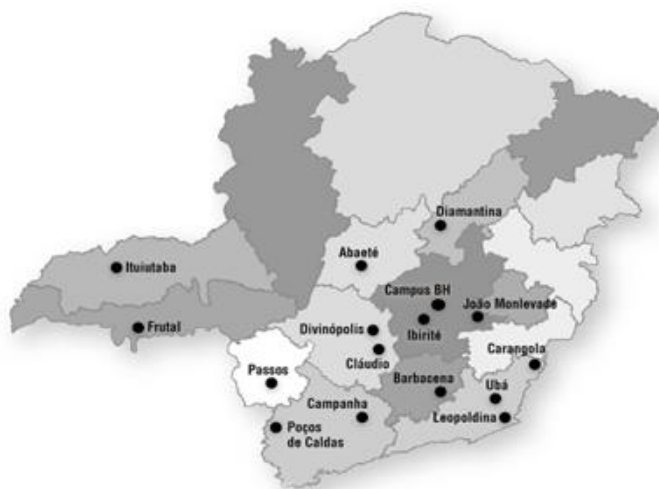 Diamantina
Abaeté
Ituiutaba
Campus BH
João Monlevade
Frutal
Divinópolis
Ibirité
Cláudio
Carangola
Passos
Barbacena
Ubá
Campanha
Leopoldina
Poços
de Caldas